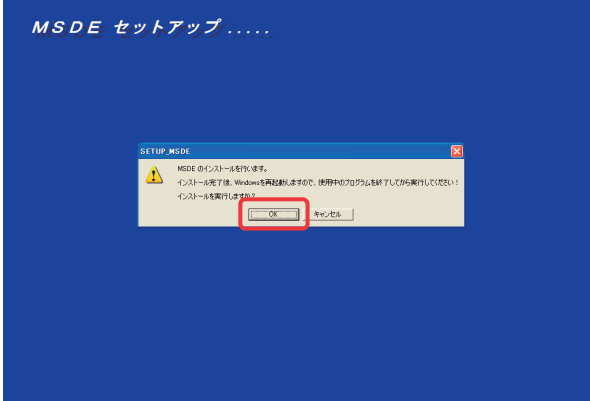 MSDE セットアップ .....
SETUP_MSDE
MSDE のインストールを行います。
インストール完了後、Windowsを再起動しますので、使用中のプログラムを終了してから実行してください！
インストールを実行しますか？
OK キャンセル